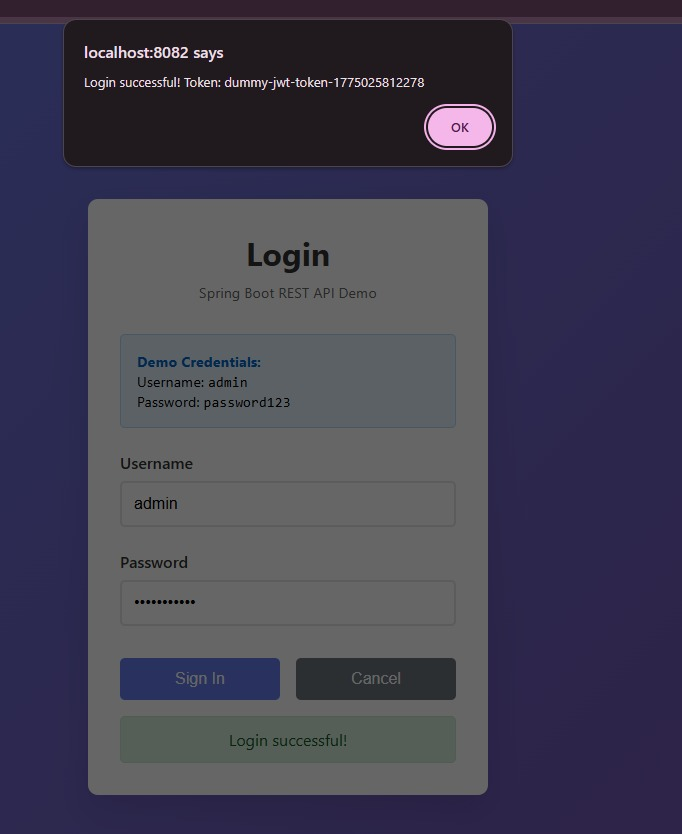 localhost:8082 says
Login successful! Token: dummy-jwt-token-1775025812278
OK
Login
Spring Boot REST API Demo
Demo Credentials:
Username: admin
Password: password123
Username
admin
Password
•••••••••••
Sign In
Cancel
Login successful!